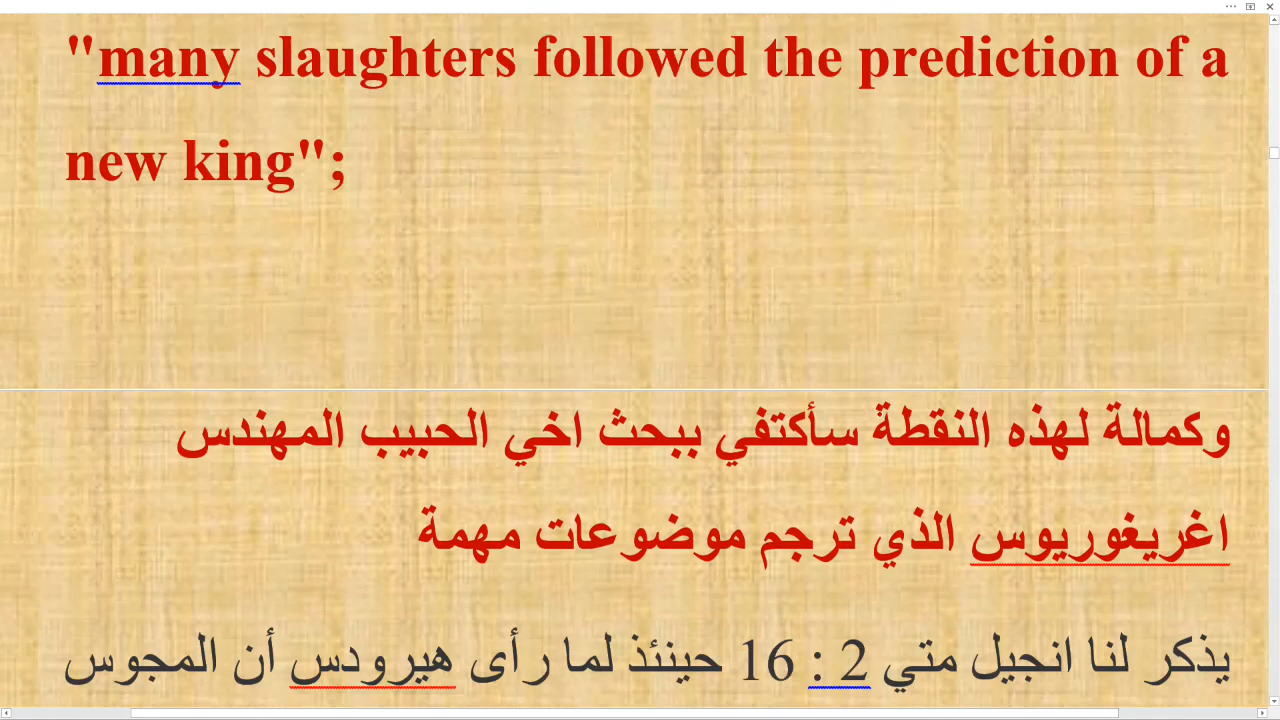 "many slaughters followed the prediction of a
new king";
وكمالة لهذه النقطة سأكتفي ببحث اخي الحبيب المهندس
اغريغوريوس الذي ترجم موضوعات مهمة
يذكر لنا انجيل متي 2 : 16 حينئذ لما رأى هيرودس أن المجوس